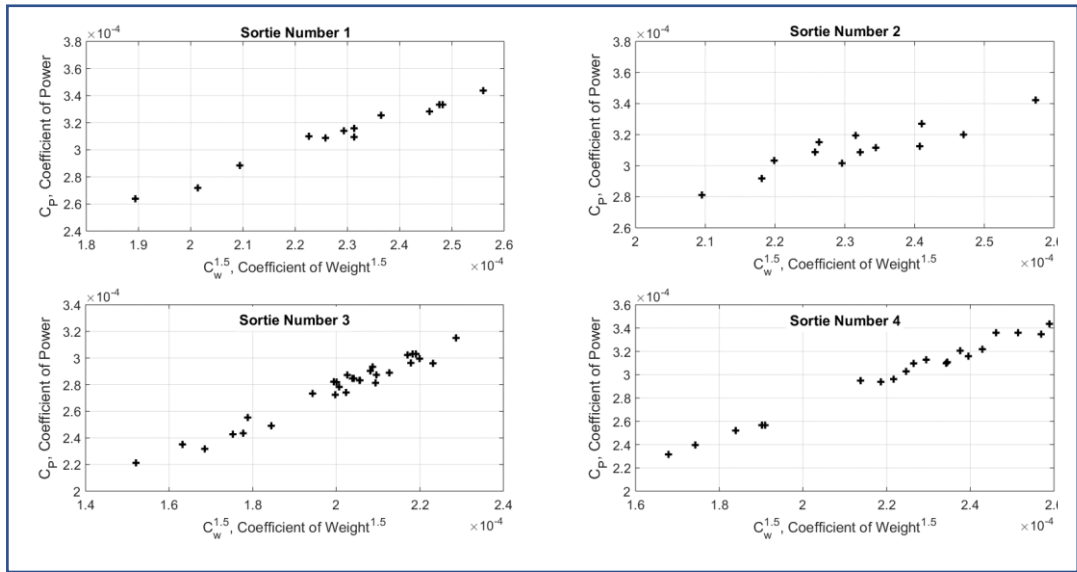 Sortie Number 1
×10^-4
3.8
3.6
3.4
3.2
3
2.8
2.6
2.4
C_P, Coefficient of Power
1.8 1.9 2 2.1 2.2 2.3 2.4 2.5 2.6
C_w^1.5, Coefficient of Weight^1.5
×10^-4
Sortie Number 2
×10^-4
3.8
3.6
3.4
3.2
3
2.8
2.6
C_P, Coefficient of Power
2 2.1 2.2 2.3 2.4 2.5 2.6
C_w^1.5, Coefficient of Weight^1.5
×10^-4
Sortie Number 3
×10^-4
3.4
3.2
3
2.8
2.6
2.4
2.2
2
C_P, Coefficient of Power
1.4 1.6 1.8 2 2.2 2.4
C_w^1.5, Coefficient of Weight^1.5
×10^-4
Sortie Number 4
×10^-4
3.6
3.4
3.2
3
2.8
2.6
2.4
2.2
2
C_P, Coefficient of Power
1.6 1.8 2 2.2 2.4 2.6
C_w^1.5, Coefficient of Weight^1.5
×10^-4